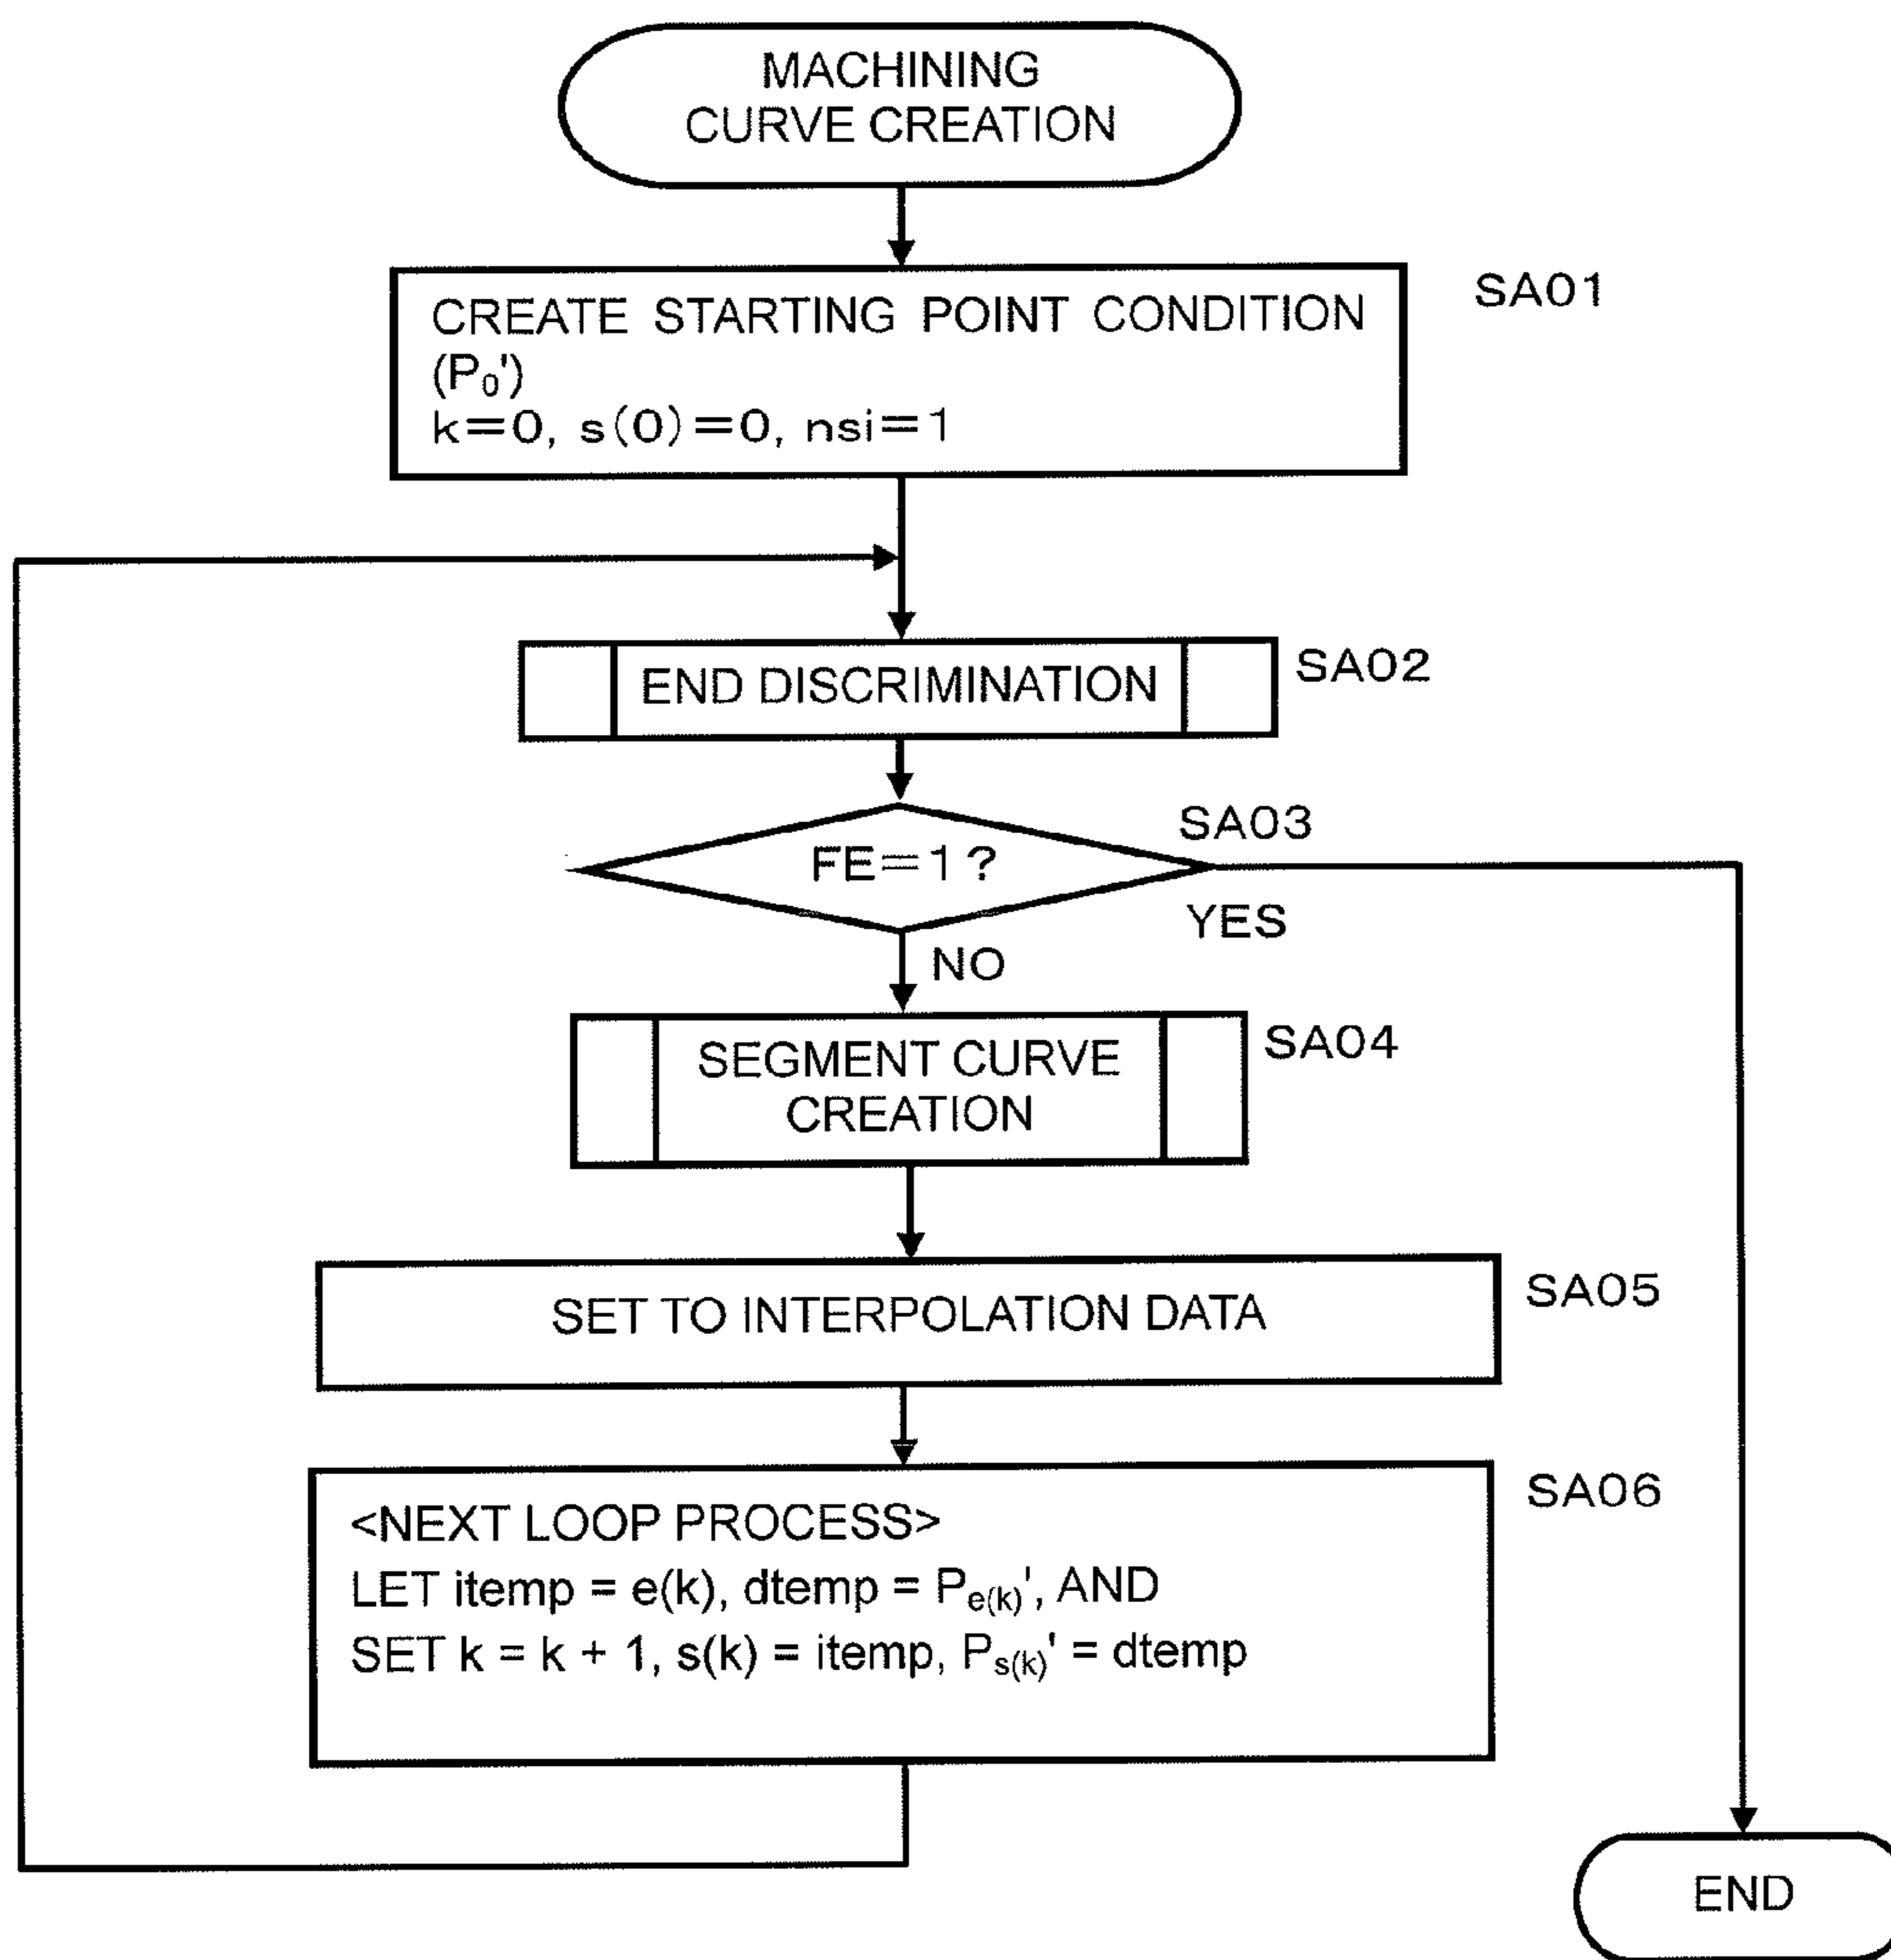 MACHINING
CURVE CREATION
CREATE STARTING POINT CONDITION
(P₀')
k=0, s(0)=0, nsi=1
SA01
END DISCRIMINATION
SA02
FE=1?
SA03
YES
NO
SEGMENT CURVE
CREATION
SA04
SET TO INTERPOLATION DATA
SA05
<NEXT LOOP PROCESS>
LET itemp = e(k), dtemp = Pe(k)', AND
SET k = k + 1, s(k) = itemp, Ps(k)' = dtemp
SA06
END